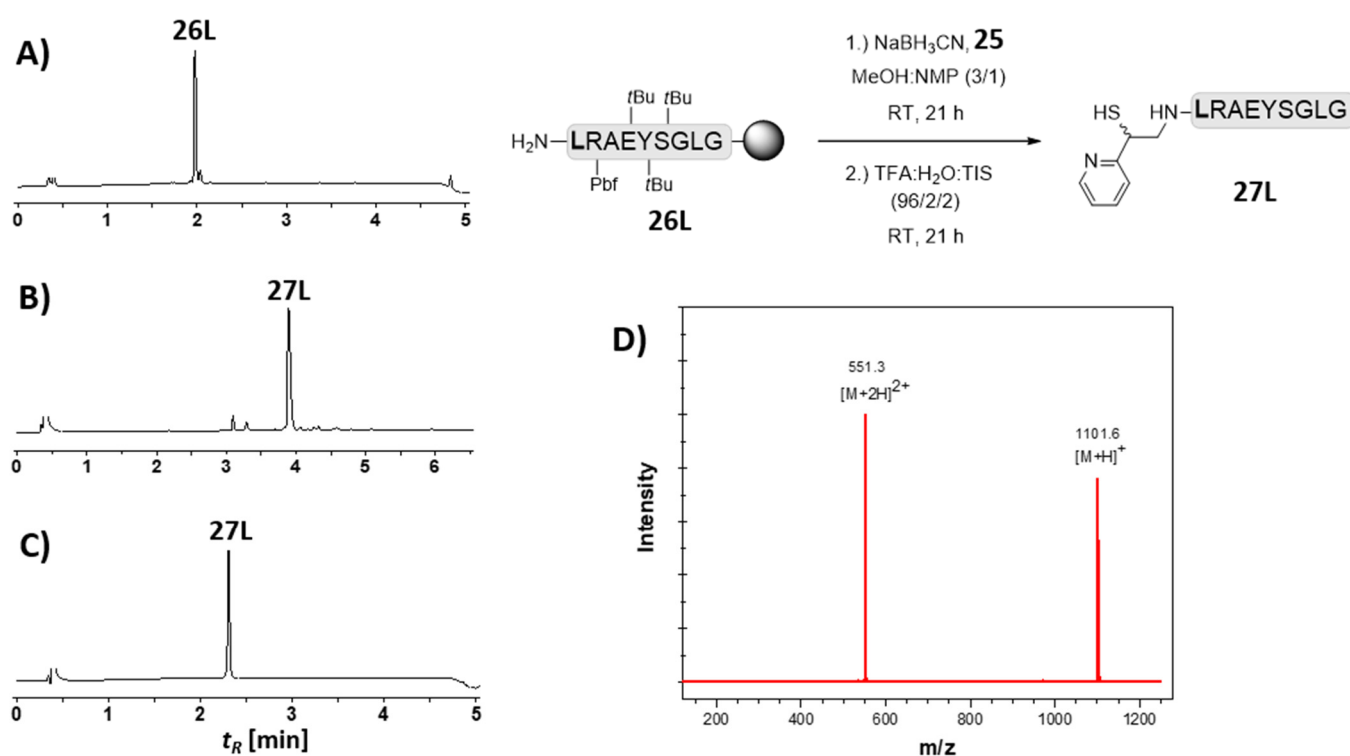 A)
26L
0 1 2 3 4 5
tBu tBu
H₂N LRAEYSGLG
Pbf tBu
26L
1.) NaBH₃CN, 25
MeOH:NMP (3/1)
RT, 21 h
2.) TFA:H₂O:TIS
(96/2/2)
RT, 21 h
HS HN LRAEYSGLG
N
27L
B)
27L
0 1 2 3 4 5 6
C)
27L
0 1 2 3 4 5
tR [min]
D)
551.3
[M+2H]²⁺
1101.6
[M+H]⁺
Intensity
200 400 600 800 1000 1200
m/z